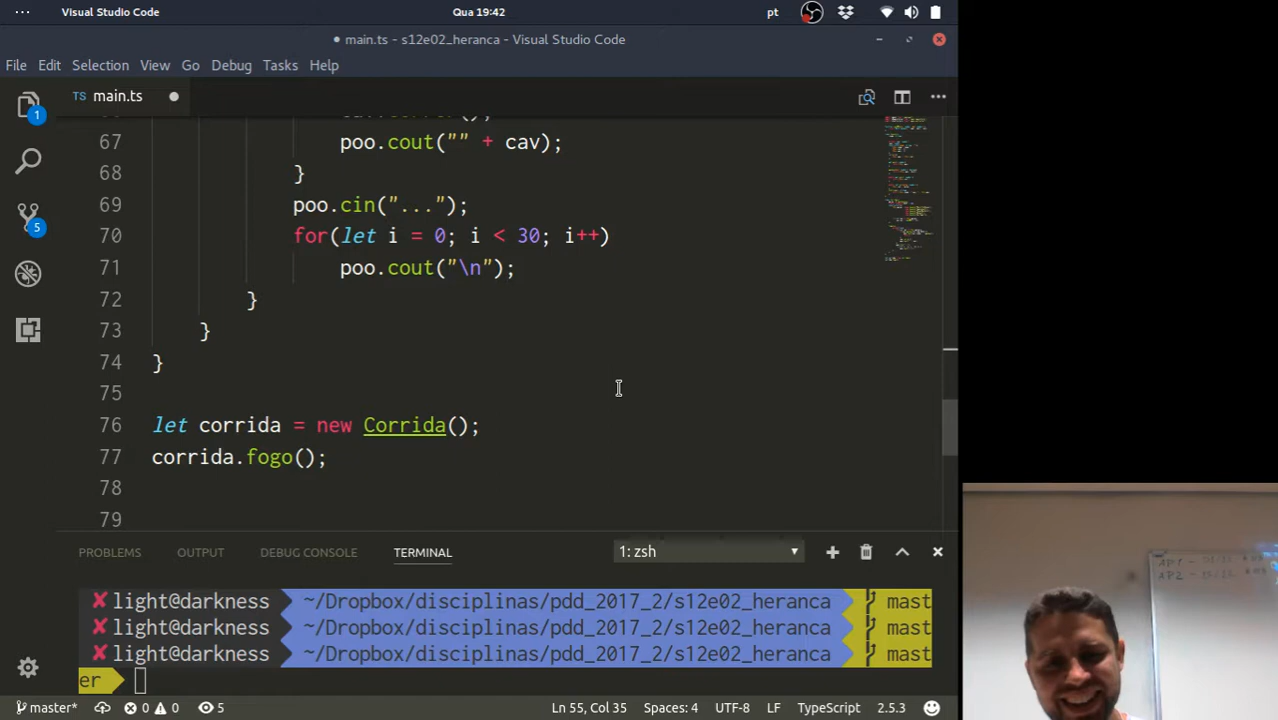 Visual Studio Code
Qua 19:42
pt
● main.ts - s12e02_heranca - Visual Studio Code
File Edit Selection View Go Debug Tasks Help
TS main.ts
67 poo.cout("" + cav);
68 }
69 poo.cin("...");
70 for(let i = 0; i < 30; i++)
71 poo.cout("\n");
72 }
73 }
74 }
75
76 let corrida = new Corrida();
77 corrida.fogo();
78
79
1
5
PROBLEMS OUTPUT DEBUG CONSOLE TERMINAL 1: zsh
✘ light@darkness ~/Dropbox/disciplinas/pdd_2017_2/s12e02_heranca mast
✘ light@darkness ~/Dropbox/disciplinas/pdd_2017_2/s12e02_heranca mast
✘ light@darkness ~/Dropbox/disciplinas/pdd_2017_2/s12e02_heranca mast
er
master* 0 0 5 Ln 55, Col 35 Spaces: 4 UTF-8 LF TypeScript 2.5.3